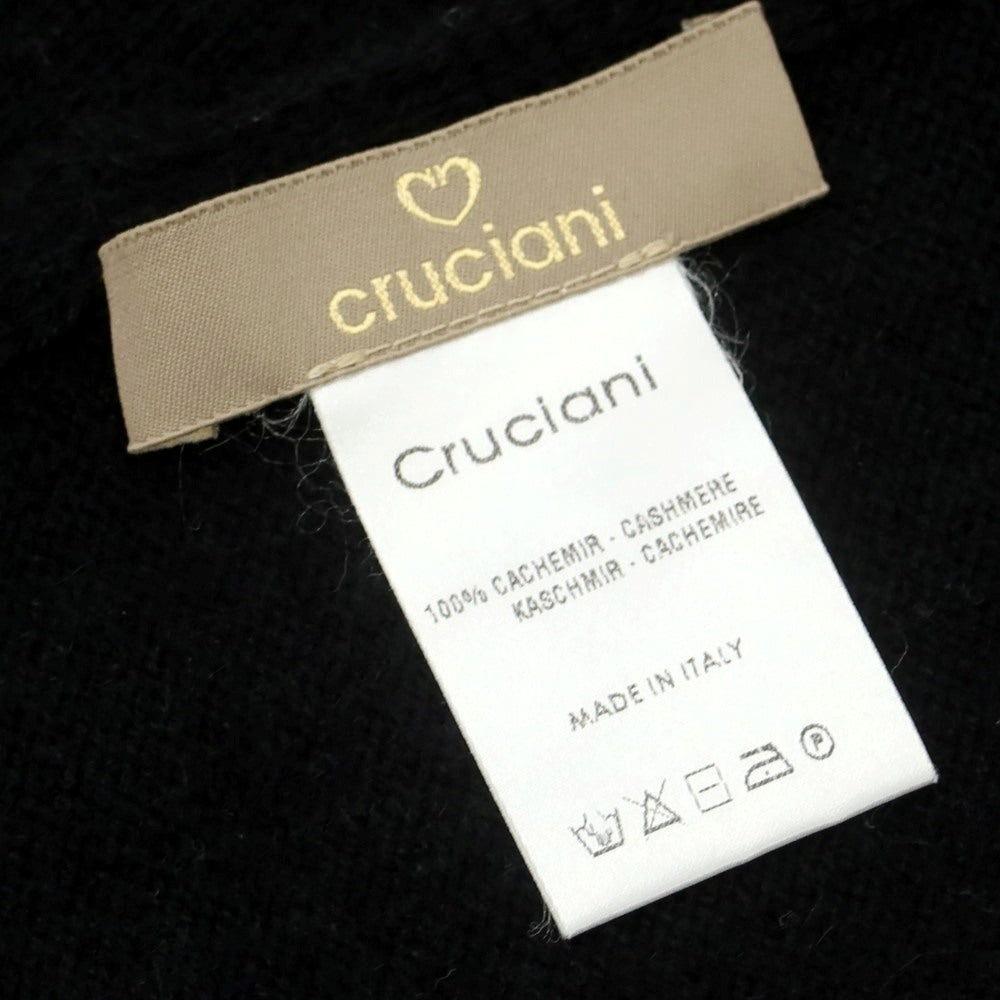 cruciani
Cruciani
100% CACHEMIR - CASHMERE
KASCHMIR - CACHEMIRE
MADE IN ITALY
P